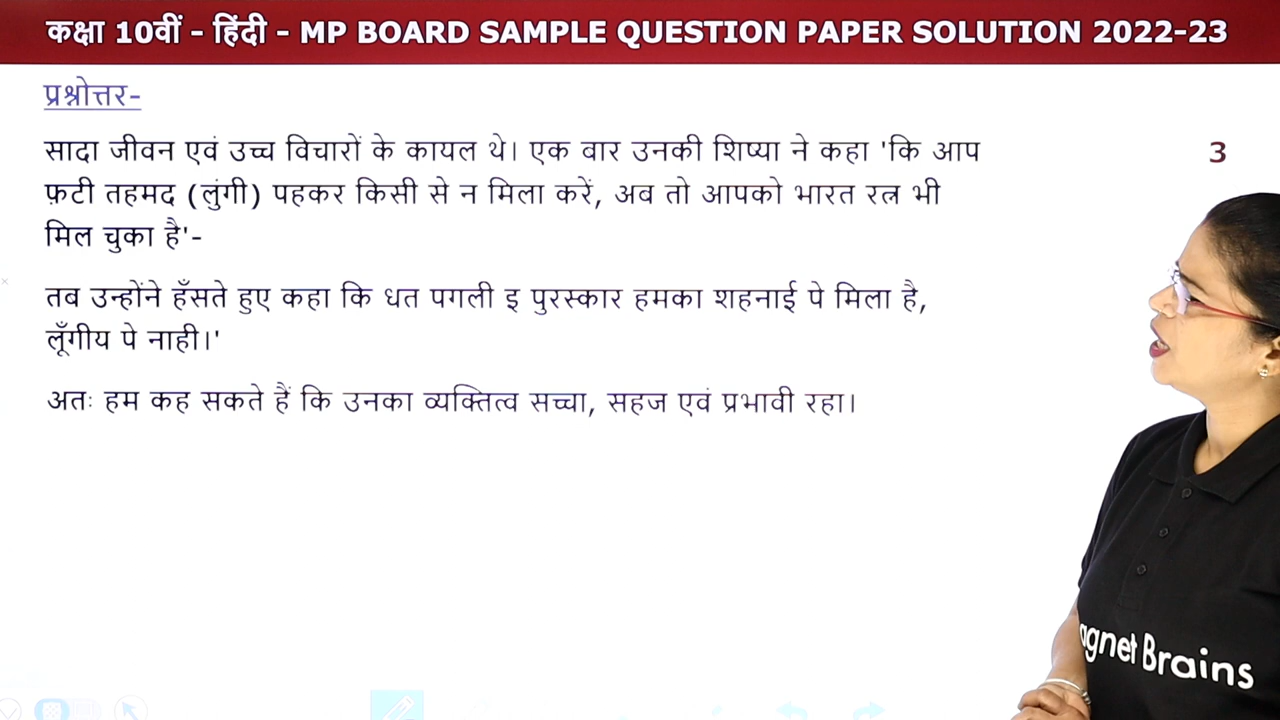 कक्षा 10वीं - हिंदी - MP BOARD SAMPLE QUESTION PAPER SOLUTION 2022-23
प्रश्नोत्तर-
सादा जीवन एवं उच्च विचारों के कायल थे। एक बार उनकी शिष्या ने कहा 'कि आप 3
फ़टी तहमद (लुंगी) पहकर किसी से न मिला करें, अब तो आपको भारत रत्न भी
मिल चुका है'-
तब उन्होंने हँसते हुए कहा कि धत पगली इ पुरस्कार हमका शहनाई पे मिला है,
लूँगीय पे नाही।'
अतः हम कह सकते हैं कि उनका व्यक्तित्व सच्चा, सहज एवं प्रभावी रहा।
agnet Brains